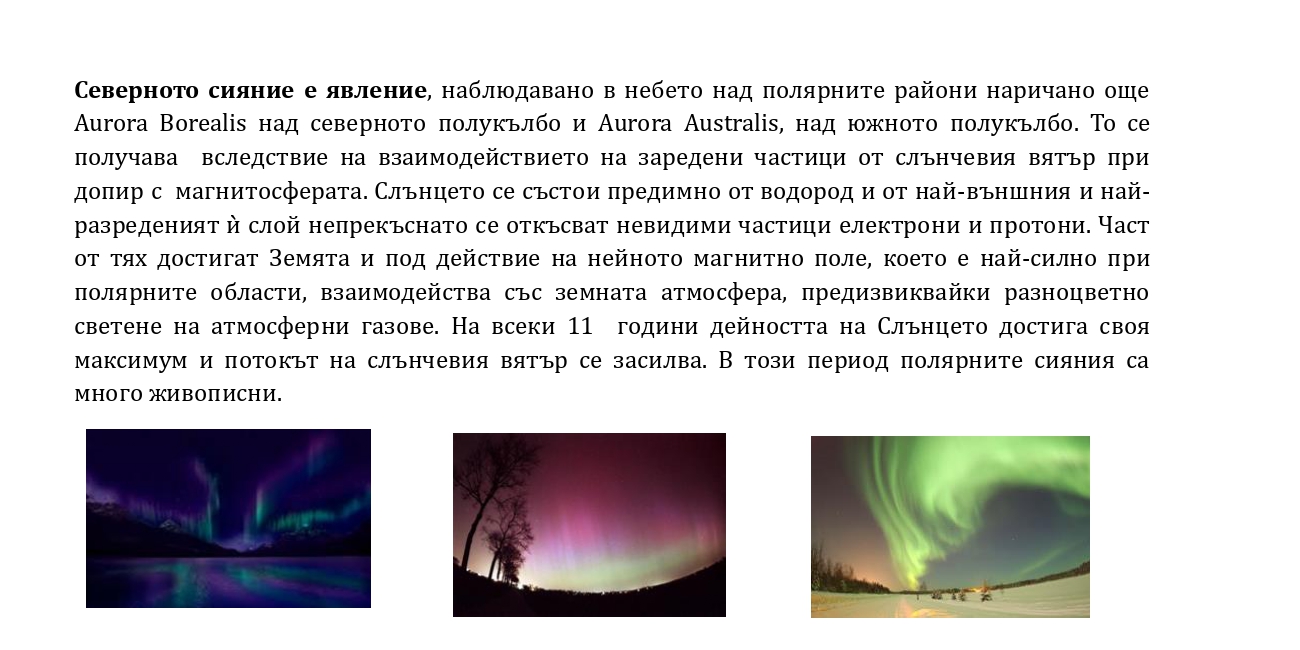 Северното сияние е явление, наблюдавано в небето над полярните райони наричано още
Aurora Borealis над северното полукълбо и Aurora Australis, над южното полукълбо. То се
получава  вследствие на взаимодействието на заредени частици от слънчевия вятър при
допир с  магнитосферата. Слънцето се състои предимно от водород и от най-външния и най-
разреденият ѝ слой непрекъснато се откъсват невидими частици електрони и протони. Част
от тях достигат Земята и под действие на нейното магнитно поле, което е най-силно при
полярните области, взаимодейства със земната атмосфера, предизвиквайки разноцветно
светене на атмосферни газове. На всеки 11  години дейността на Слънцето достига своя
максимум и потокът на слънчевия вятър се засилва. В този период полярните сияния са
много живописни.